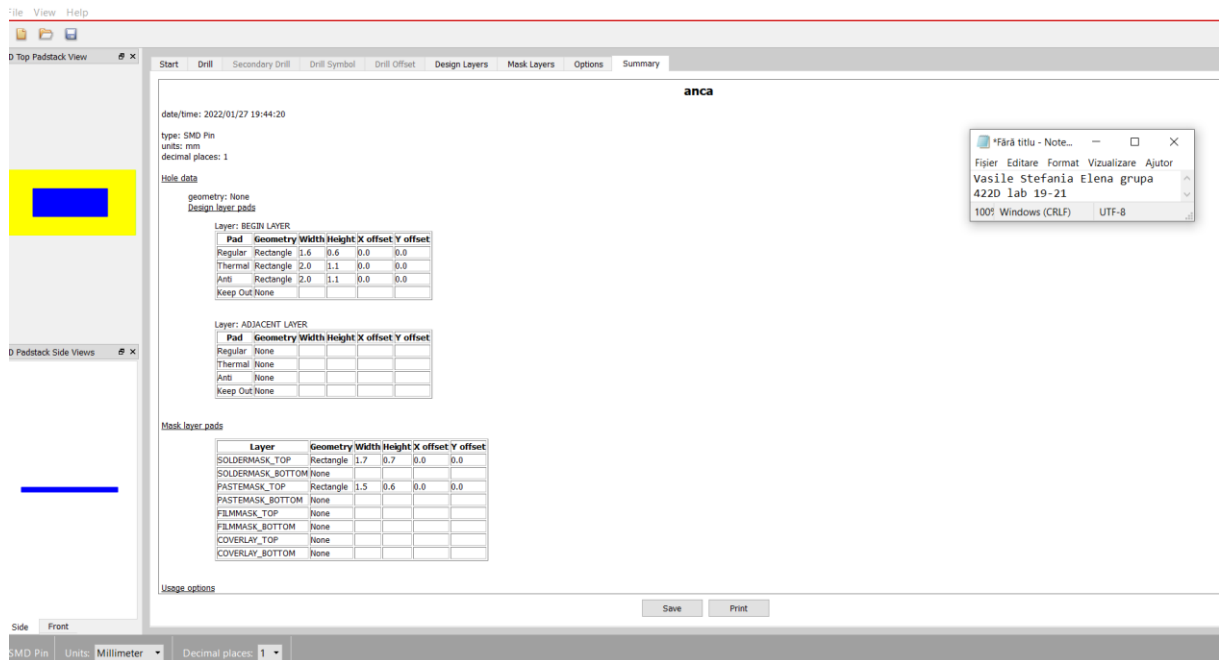 File View Help
D Top Padstack View
Start Drill Secondary Drill Drill Symbol Drill Offset Design Layers Mask Layers Options Summary
anca
date/time: 2022/01/27 19:44:20
type: SMD Pin
units: mm
decimal places: 1
Hole data
geometry: None
Design layer pads
Layer: BEGIN LAYER
Pad Geometry Width Height X offset Y offset
Regular Rectangle 1.6 0.6 0.0 0.0
Thermal Rectangle 2.0 1.1 0.0 0.0
Anti Rectangle 2.0 1.1 0.0 0.0
Keep Out None
Layer: ADJACENT LAYER
Pad Geometry Width Height X offset Y offset
Regular None
Thermal None
Anti None
Keep Out None
D Padstack Side Views
Mask layer pads
Layer Geometry Width Height X offset Y offset
SOLDERMASK_TOP Rectangle 1.7 0.7 0.0 0.0
SOLDERMASK_BOTTOM None
PASTEMASK_TOP Rectangle 1.5 0.6 0.0 0.0
PASTEMASK_BOTTOM None
FILMMASK_TOP None
FILMMASK_BOTTOM None
COVERLAY_TOP None
COVERLAY_BOTTOM None
Usage options
Save Print
Side Front
SMD Pin Units: Millimeter Decimal places: 1
*Fără titlu - Note...
Fișier Editare Format Vizualizare Ajutor
Vasile Stefania Elena grupa
422D lab 19-21
100% Windows (CRLF) UTF-8